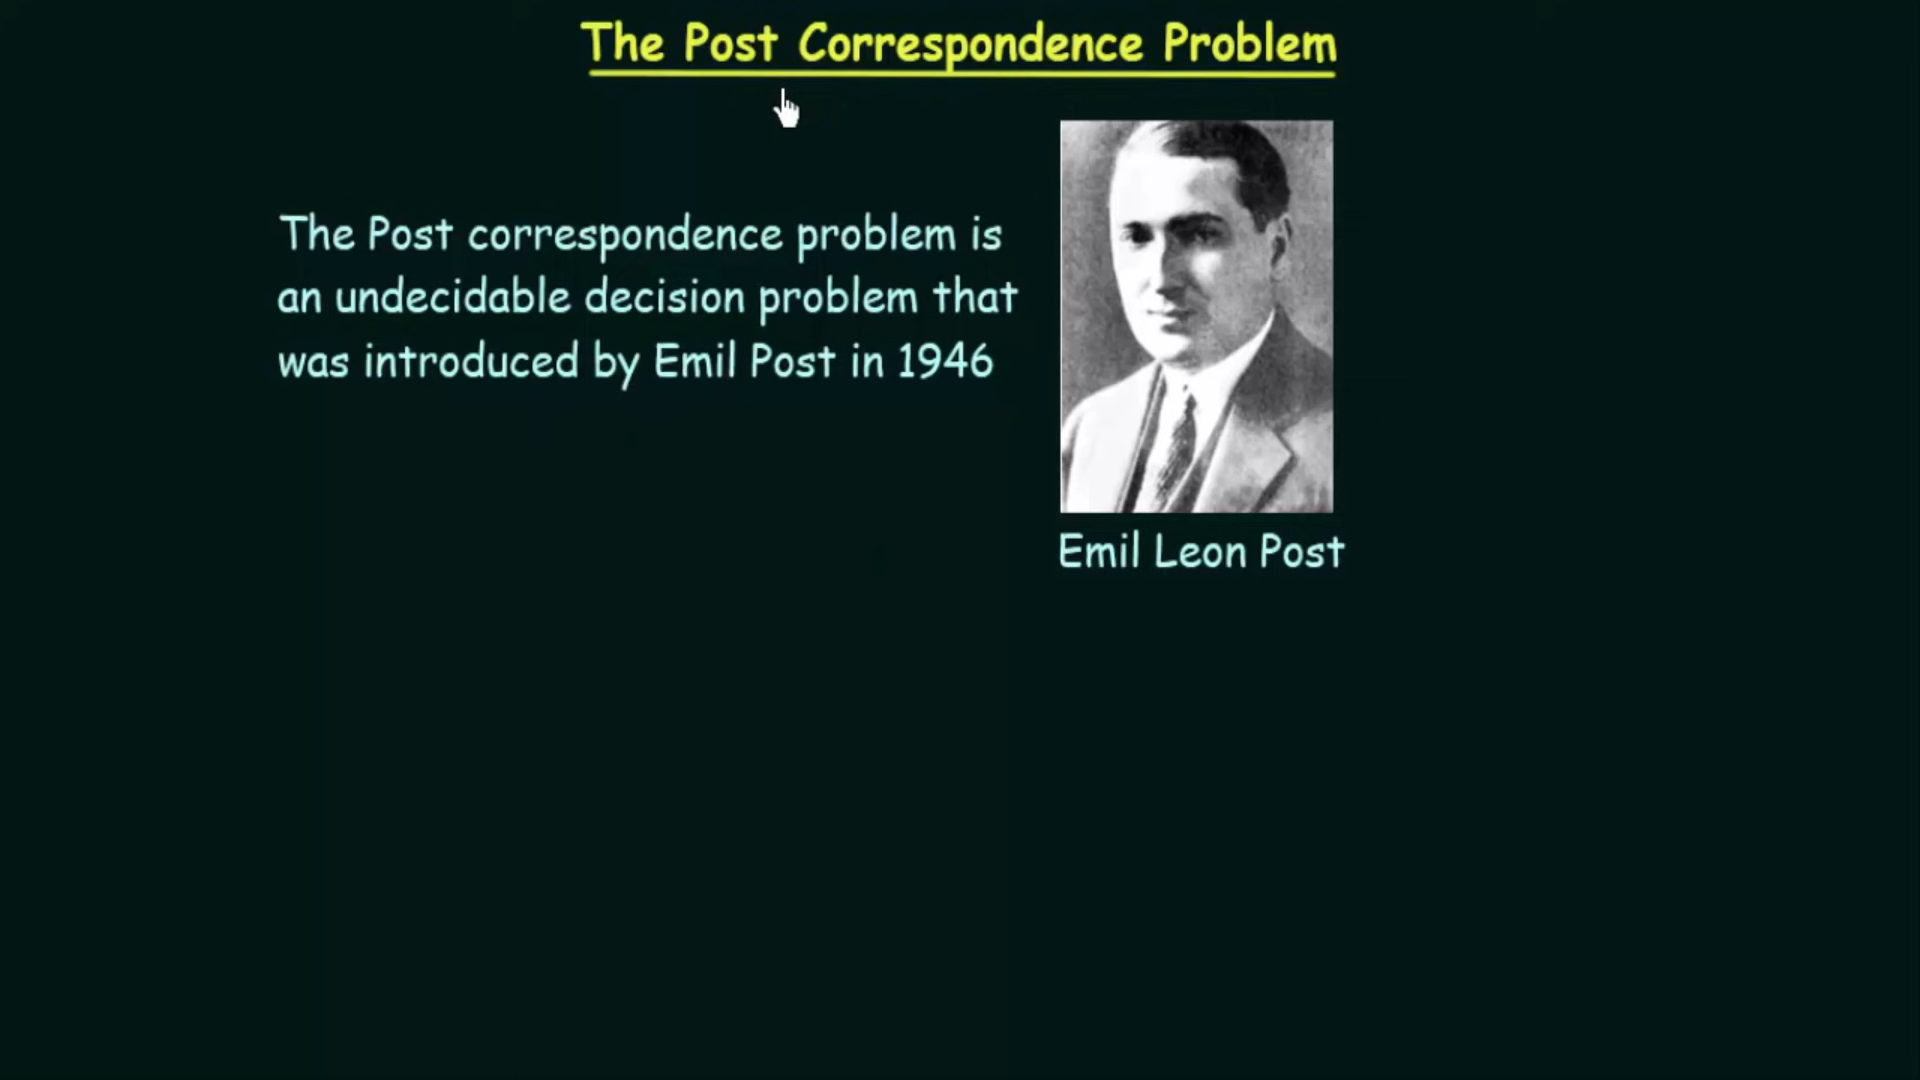 The Post Correspondence Problem
The Post correspondence problem is
an undecidable decision problem that
was introduced by Emil Post in 1946
Emil Leon Post